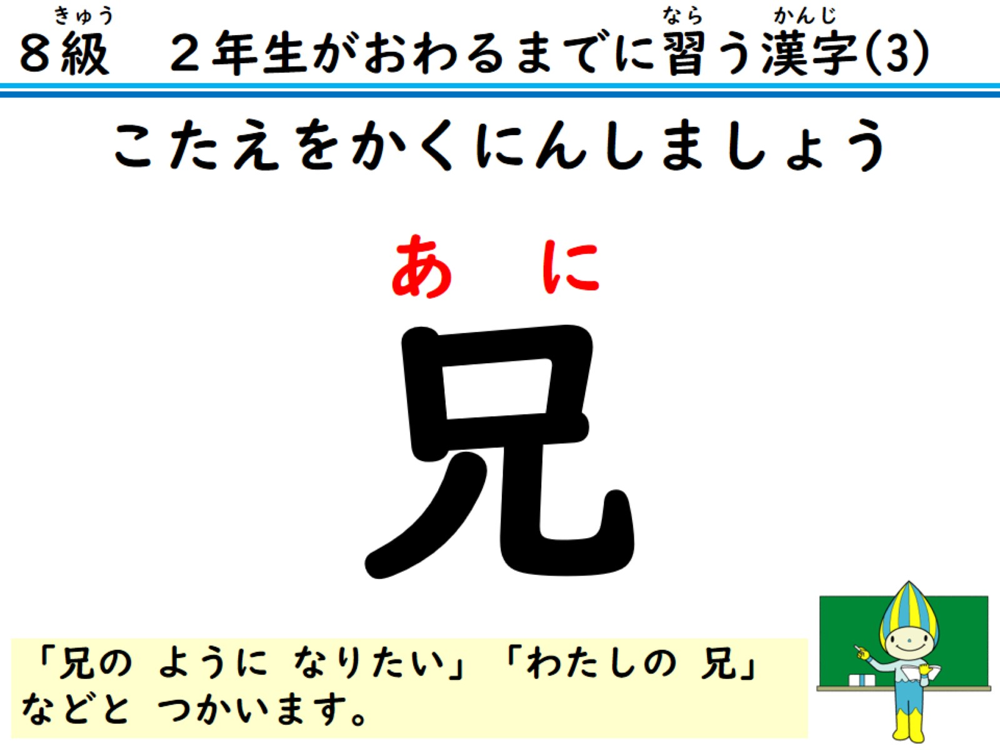 きゅう なら かんじ
8級 2年生がおわるまでに習う漢字(3)
こたえをかくにんしましょう
あ に
兄
「兄の ように なりたい」「わたしの 兄」
などと つかいます。